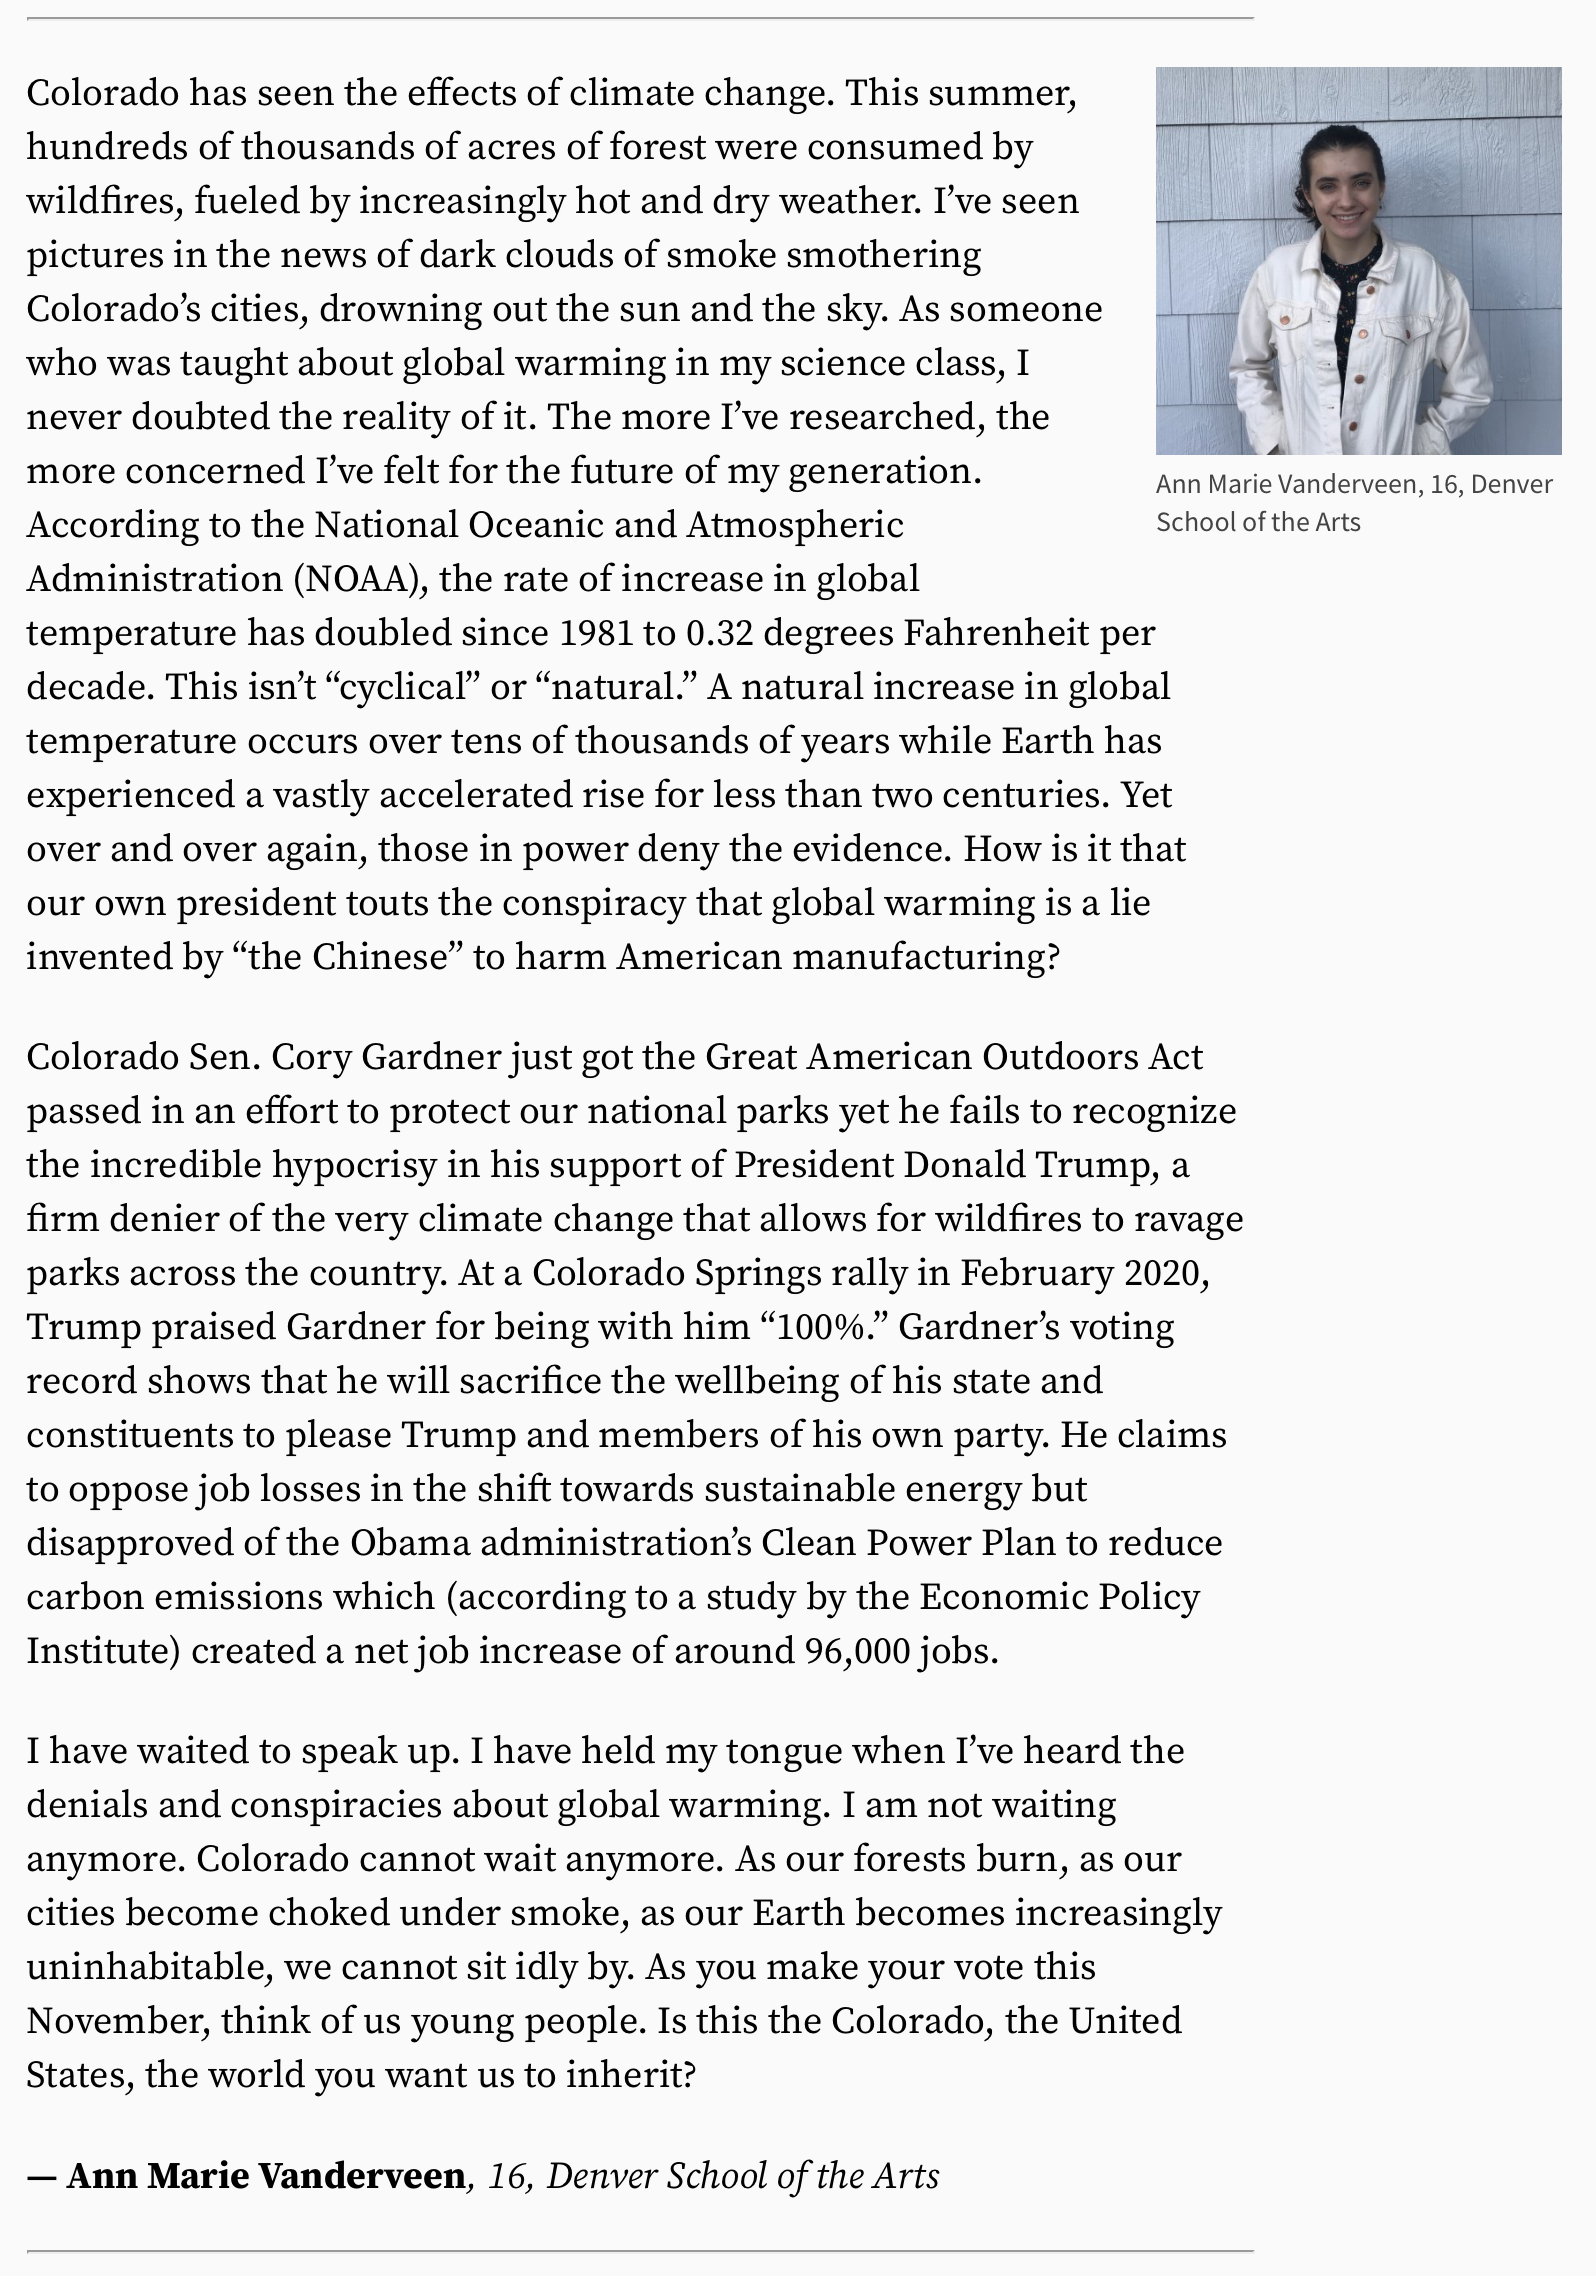 Colorado has seen the effects of climate change. This summer,
hundreds of thousands of acres of forest were consumed by
wildfires, fueled by increasingly hot and dry weather. I’ve seen
pictures in the news of dark clouds of smoke smothering
Colorado’s cities, drowning out the sun and the sky. As someone
who was taught about global warming in my science class, I
never doubted the reality of it. The more I’ve researched, the
more concerned I’ve felt for the future of my generation.
According to the National Oceanic and Atmospheric
Administration (NOAA), the rate of increase in global
temperature has doubled since 1981 to 0.32 degrees Fahrenheit per
decade. This isn’t “cyclical” or “natural.” A natural increase in global
temperature occurs over tens of thousands of years while Earth has
experienced a vastly accelerated rise for less than two centuries. Yet
over and over again, those in power deny the evidence. How is it that
our own president touts the conspiracy that global warming is a lie
invented by “the Chinese” to harm American manufacturing?
Ann Marie Vanderveen, 16, Denver
School of the Arts
Colorado Sen. Cory Gardner just got the Great American Outdoors Act
passed in an effort to protect our national parks yet he fails to recognize
the incredible hypocrisy in his support of President Donald Trump, a
firm denier of the very climate change that allows for wildfires to ravage
parks across the country. At a Colorado Springs rally in February 2020,
Trump praised Gardner for being with him “100%.” Gardner’s voting
record shows that he will sacrifice the wellbeing of his state and
constituents to please Trump and members of his own party. He claims
to oppose job losses in the shift towards sustainable energy but
disapproved of the Obama administration’s Clean Power Plan to reduce
carbon emissions which (according to a study by the Economic Policy
Institute) created a net job increase of around 96,000 jobs.
I have waited to speak up. I have held my tongue when I’ve heard the
denials and conspiracies about global warming. I am not waiting
anymore. Colorado cannot wait anymore. As our forests burn, as our
cities become choked under smoke, as our Earth becomes increasingly
uninhabitable, we cannot sit idly by. As you make your vote this
November, think of us young people. Is this the Colorado, the United
States, the world you want us to inherit?
— Ann Marie Vanderveen, 16, Denver School of the Arts